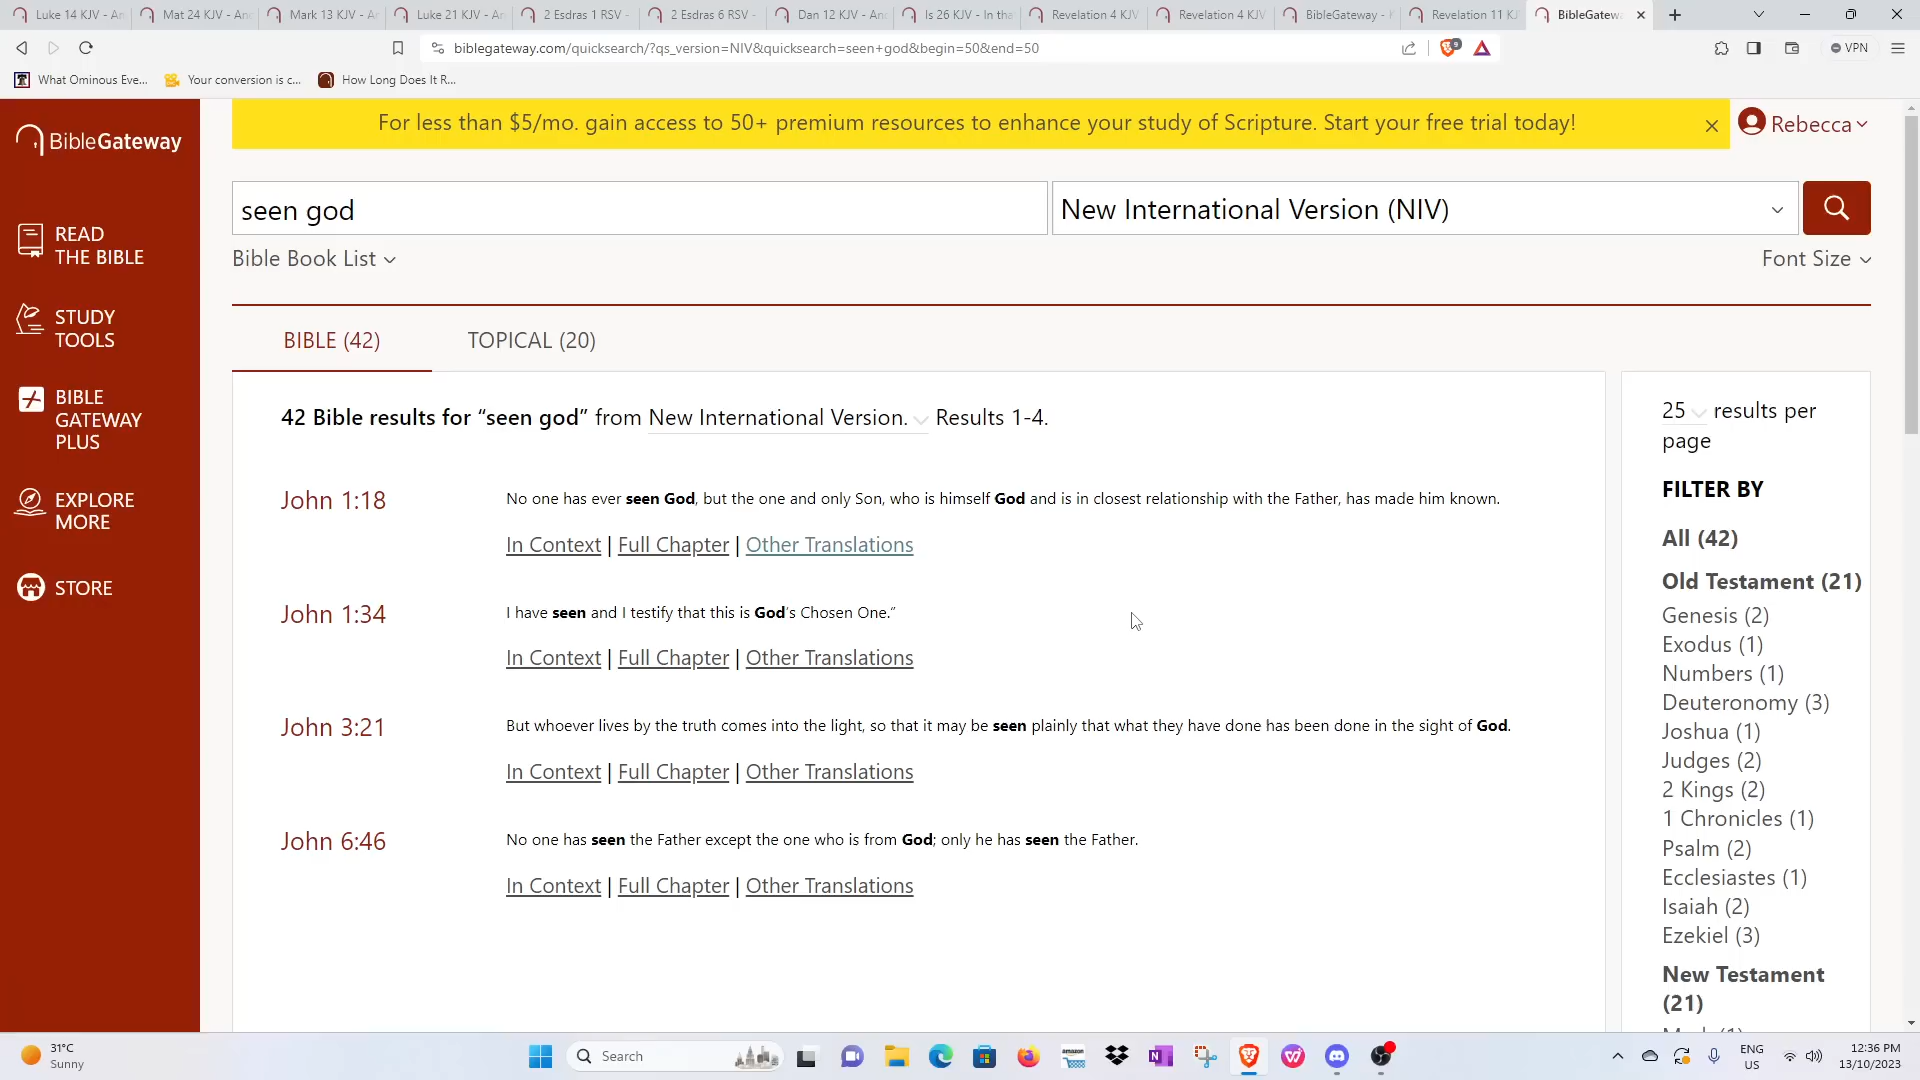 Luke 14 KJV - An
Mat 24 KJV - An
Mark 13 KJV - A
Luke 21 KJV - An
2 Esdras 1 RSV -
2 Esdras 6 RSV -
Dan 12 KJV - An
Is 26 KJV - In tha
Revelation 4 KJV
Revelation 4 KJV
BibleGateway -
Revelation 11 KJ
BibleGatew
biblegateway.com/quicksearch/?qs_version=NIV&quicksearch=seen+god&begin=50&end=50
9
VPN
What Ominous Eve...
Your conversion is c...
How Long Does It R...
BibleGateway
For less than $5/mo. gain access to 50+ premium resources to enhance your study of Scripture. Start your free trial today!
Rebecca
seen god
New International Version (NIV)
Bible Book List
Font Size
READ
THE BIBLE
STUDY
TOOLS
BIBLE
GATEWAY
PLUS
EXPLORE
MORE
STORE
BIBLE (42)
TOPICAL (20)
42 Bible results for “seen god” from New International Version. Results 1-4.
John 1:18
No one has ever seen God, but the one and only Son, who is himself God and is in closest relationship with the Father, has made him known.
In Context | Full Chapter | Other Translations
John 1:34
I have seen and I testify that this is God’s Chosen One.”
In Context | Full Chapter | Other Translations
John 3:21
But whoever lives by the truth comes into the light, so that it may be seen plainly that what they have done has been done in the sight of God.
In Context | Full Chapter | Other Translations
John 6:46
No one has seen the Father except the one who is from God; only he has seen the Father.
In Context | Full Chapter | Other Translations
25 results per
page
FILTER BY
All (42)
Old Testament (21)
Genesis (2)
Exodus (1)
Numbers (1)
Deuteronomy (3)
Joshua (1)
Judges (2)
2 Kings (2)
1 Chronicles (1)
Psalm (2)
Ecclesiastes (1)
Isaiah (2)
Ezekiel (3)
New Testament
(21)
31°C
Sunny
Search
amazon
ENG
US
12:36 PM
13/10/2023